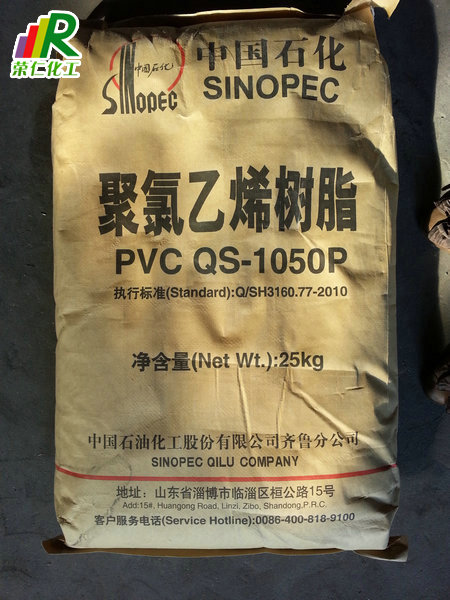 R
荣仁化工
中国石化
SINOPEC
中国石化
SINOPEC
聚氯乙烯树脂
PVC QS-1050P
执行标准(Standard):Q/SH3160.77-2010
净含量(Net Wt.):25kg
中国石油化工股份有限公司齐鲁分公司
SINOPEC QILU COMPANY
地址：山东省淄博市临淄区桓公路15号
Add:15#, Huangong Road, Linzi, Zibo, Shandong,P.R.C.
客户服务电话(Service Hotline):0086-400-818-9100